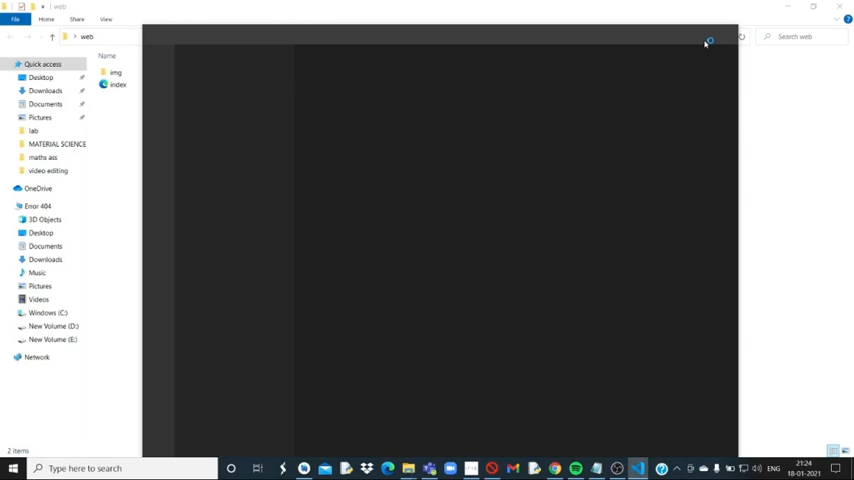 web
File
Home
Share
View
web
Search web
Name
img
index
Quick access
Desktop
Downloads
Documents
Pictures
lab
MATERIAL SCIENCE
maths ass
video editing
OneDrive
Error 404
3D Objects
Desktop
Documents
Downloads
Music
Pictures
Videos
Windows (C:)
New Volume (D:)
New Volume (E:)
Network
2 items
Type here to search
ENG
21:24
18-01-2021